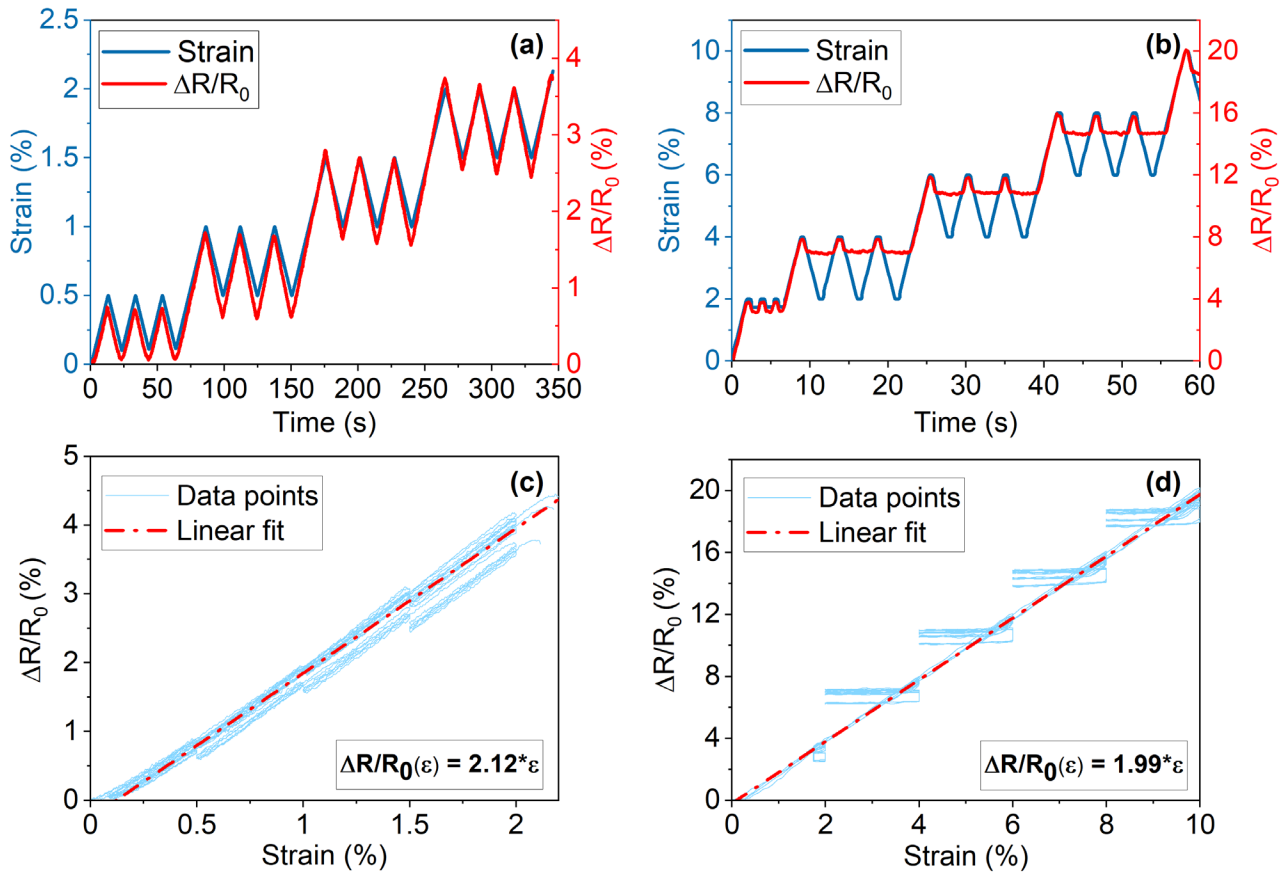 2.5
2
1.5
1
0.5
0
Strain (%)
Strain
ΔR/R0
(a)
4
3
2
1
0
ΔR/R0 (%)
0 50 100 150 200 250 300 350
Time (s)
10
8
6
4
2
0
Strain (%)
Strain
ΔR/R0
(b)
20
16
12
8
4
0
ΔR/R0 (%)
0 10 20 30 40 50 60
Time (s)
5
4
3
2
1
0
ΔR/R0 (%)
Data points
Linear fit
(c)
ΔR/R0(ε) = 2.12*ε
0 0.5 1 1.5 2
Strain (%)
20
16
12
8
4
0
ΔR/R0 (%)
Data points
Linear fit
(d)
ΔR/R0(ε) = 1.99*ε
0 2 4 6 8 10
Strain (%)